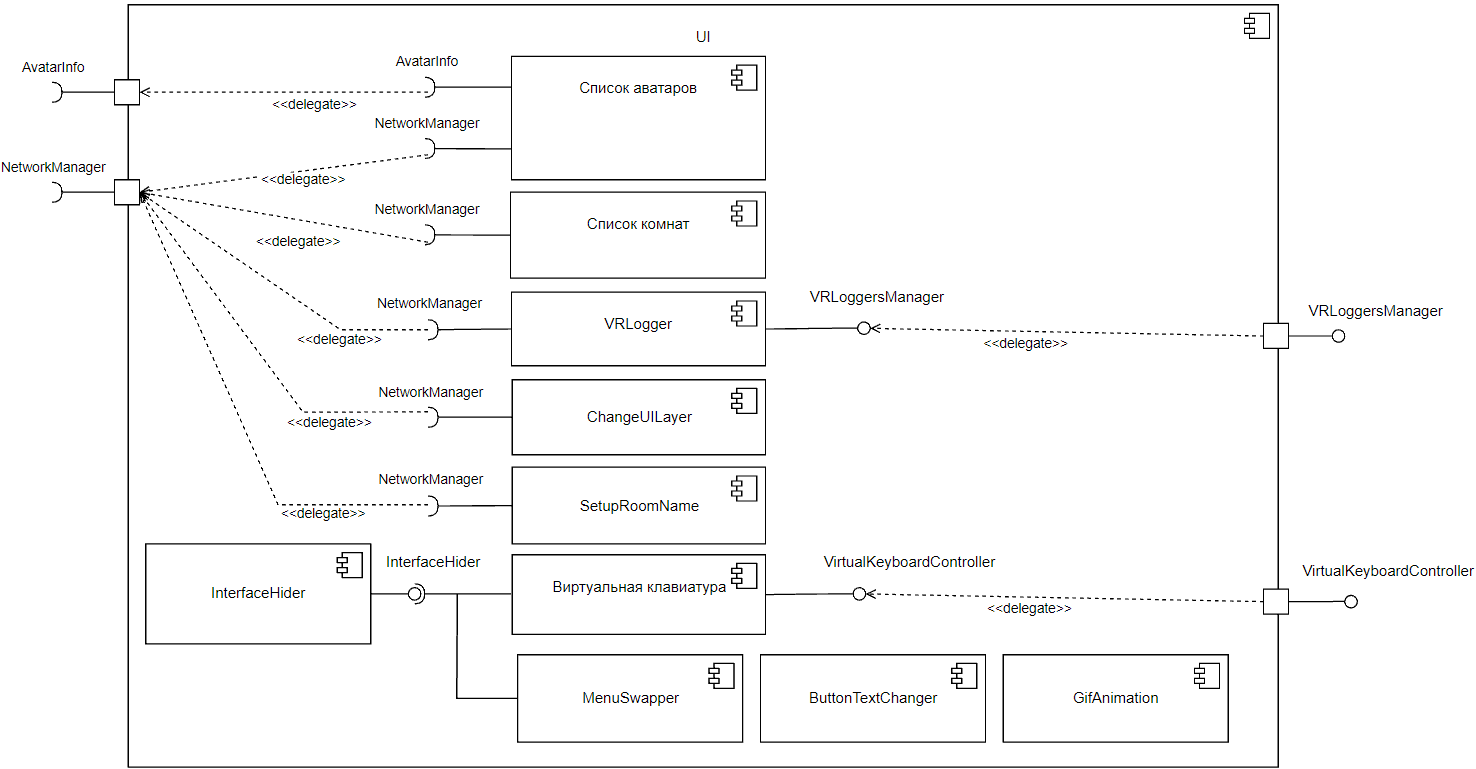 UI
AvatarInfo
AvatarInfo
<<delegate>>
Список аватаров
NetworkManager
NetworkManager
<<delegate>>
NetworkManager
<<delegate>>
Список комнат
NetworkManager
<<delegate>>
VRLogger
VRLoggersManager
<<delegate>>
VRLoggersManager
NetworkManager
<<delegate>>
ChangeUILayer
NetworkManager
<<delegate>>
SetupRoomName
InterfaceHider
InterfaceHider
Виртуальная клавиатура
VirtualKeyboardController
<<delegate>>
VirtualKeyboardController
MenuSwapper
ButtonTextChanger
GifAnimation